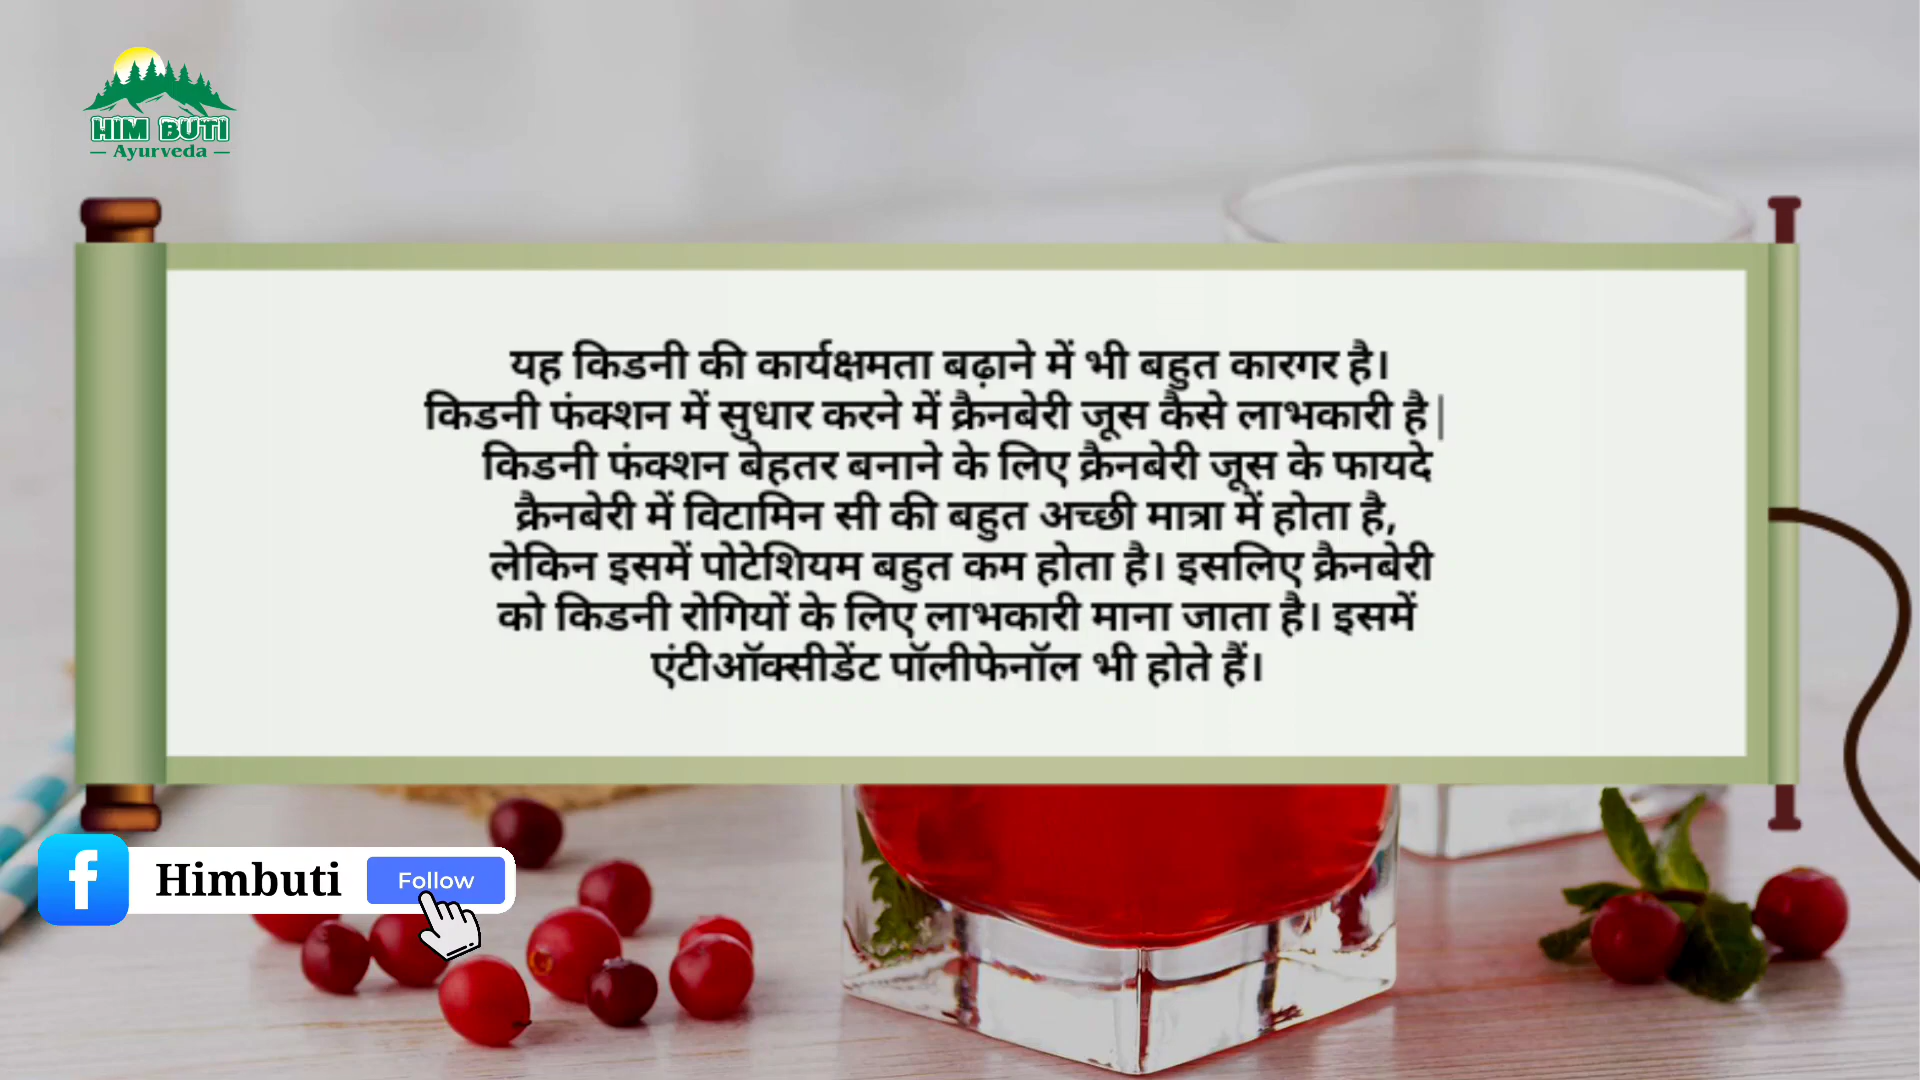 HIM BUTI
Ayurveda
यह किडनी की कार्यक्षमता बढ़ाने में भी बहुत कारगर है।
किडनी फंक्शन में सुधार करने में क्रैनबेरी जूस कैसे लाभकारी है|
किडनी फंक्शन बेहतर बनाने के लिए क्रैनबेरी जूस के फायदे
क्रैनबेरी में विटामिन सी की बहुत अच्छी मात्रा में होता है,
लेकिन इसमें पोटेशियम बहुत कम होता है। इसलिए क्रैनबेरी
को किडनी रोगियों के लिए लाभकारी माना जाता है। इसमें
एंटीऑक्सीडेंट पॉलीफेनॉल भी होते हैं।
f Himbuti Follow